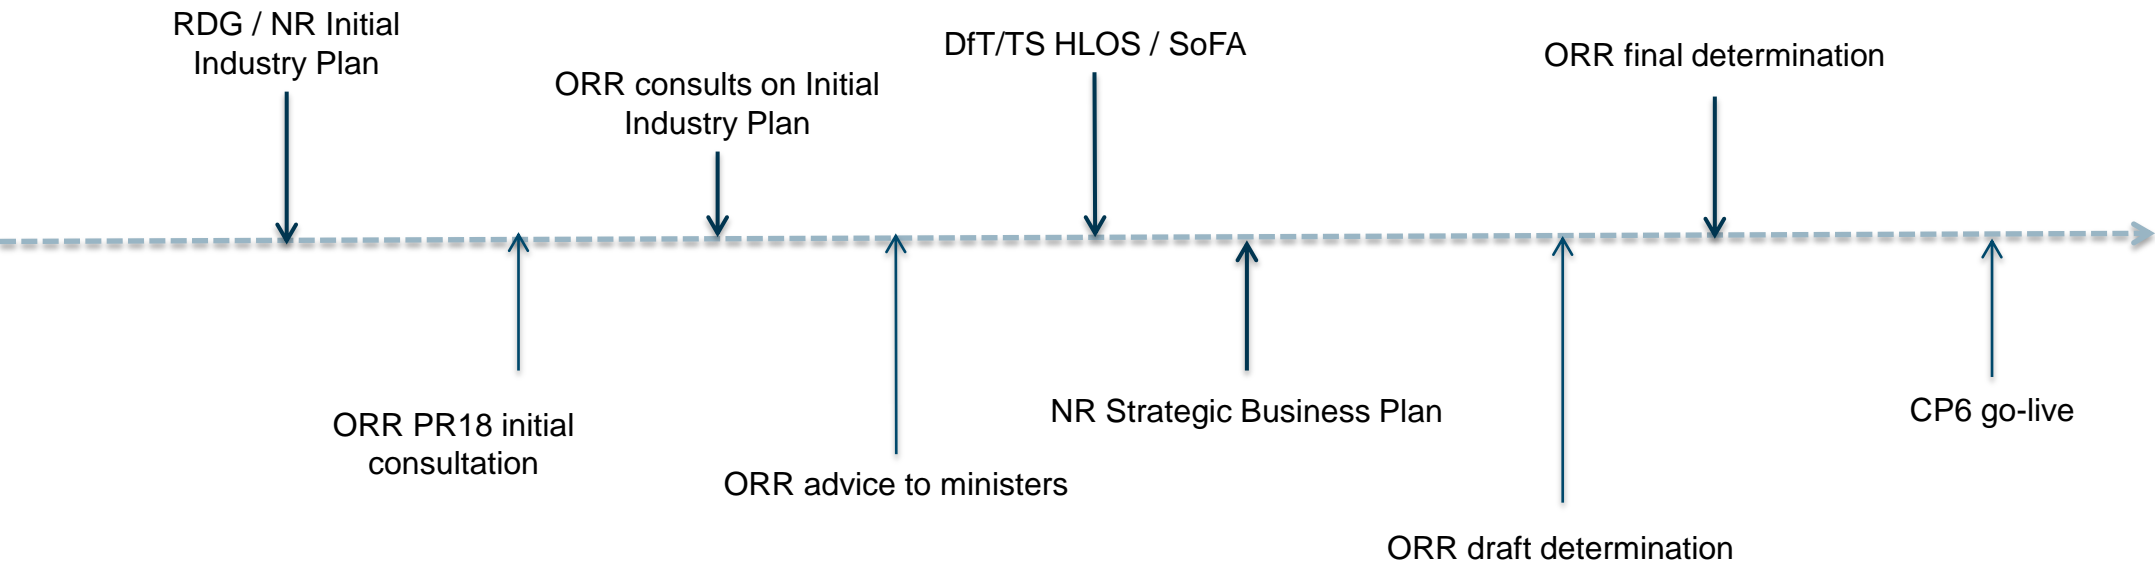 RDG / NR Initial
Industry Plan
ORR consults on Initial
Industry Plan
DfT/TS HLOS / SoFA
ORR final determination
ORR PR18 initial
consultation
ORR advice to ministers
NR Strategic Business Plan
ORR draft determination
CP6 go-live